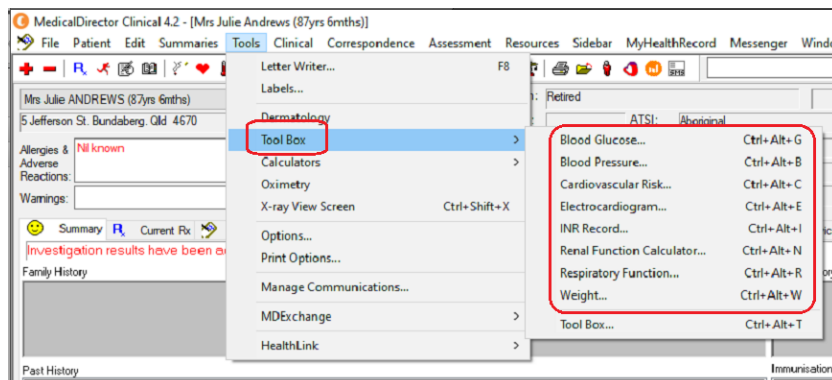 MedicalDirector Clinical 4.2 - [Mrs Julie Andrews (87yrs 6mths)]
File Patient Edit Summaries Tools Clinical Correspondence Assessment Resources Sidebar MyHealthRecord Messenger Windo
Mrs Julie ANDREWS (87yrs 6mths)
5 Jefferson St. Bundaberg. Qld 4670
Allergies & Adverse Reactions:
Nil known
Warnings:
Summary Rx Current Rx
Investigation results have been a
Family History
Past History
Letter Writer... F8
Labels...
Dermatology
Tool Box
Calculators
Oximetry
X-ray View Screen Ctrl+Shift+X
Options...
Print Options...
Manage Communications...
MDExchange
HealthLink
Retired
ATSI: Aboriginal
Blood Glucose... Ctrl+Alt+G
Blood Pressure... Ctrl+Alt+B
Cardiovascular Risk... Ctrl+Alt+C
Electrocardiogram... Ctrl+Alt+E
INR Record... Ctrl+Alt+I
Renal Function Calculator... Ctrl+Alt+N
Respiratory Function... Ctrl+Alt+R
Weight... Ctrl+Alt+W
Tool Box... Ctrl+Alt+T
Immunisation